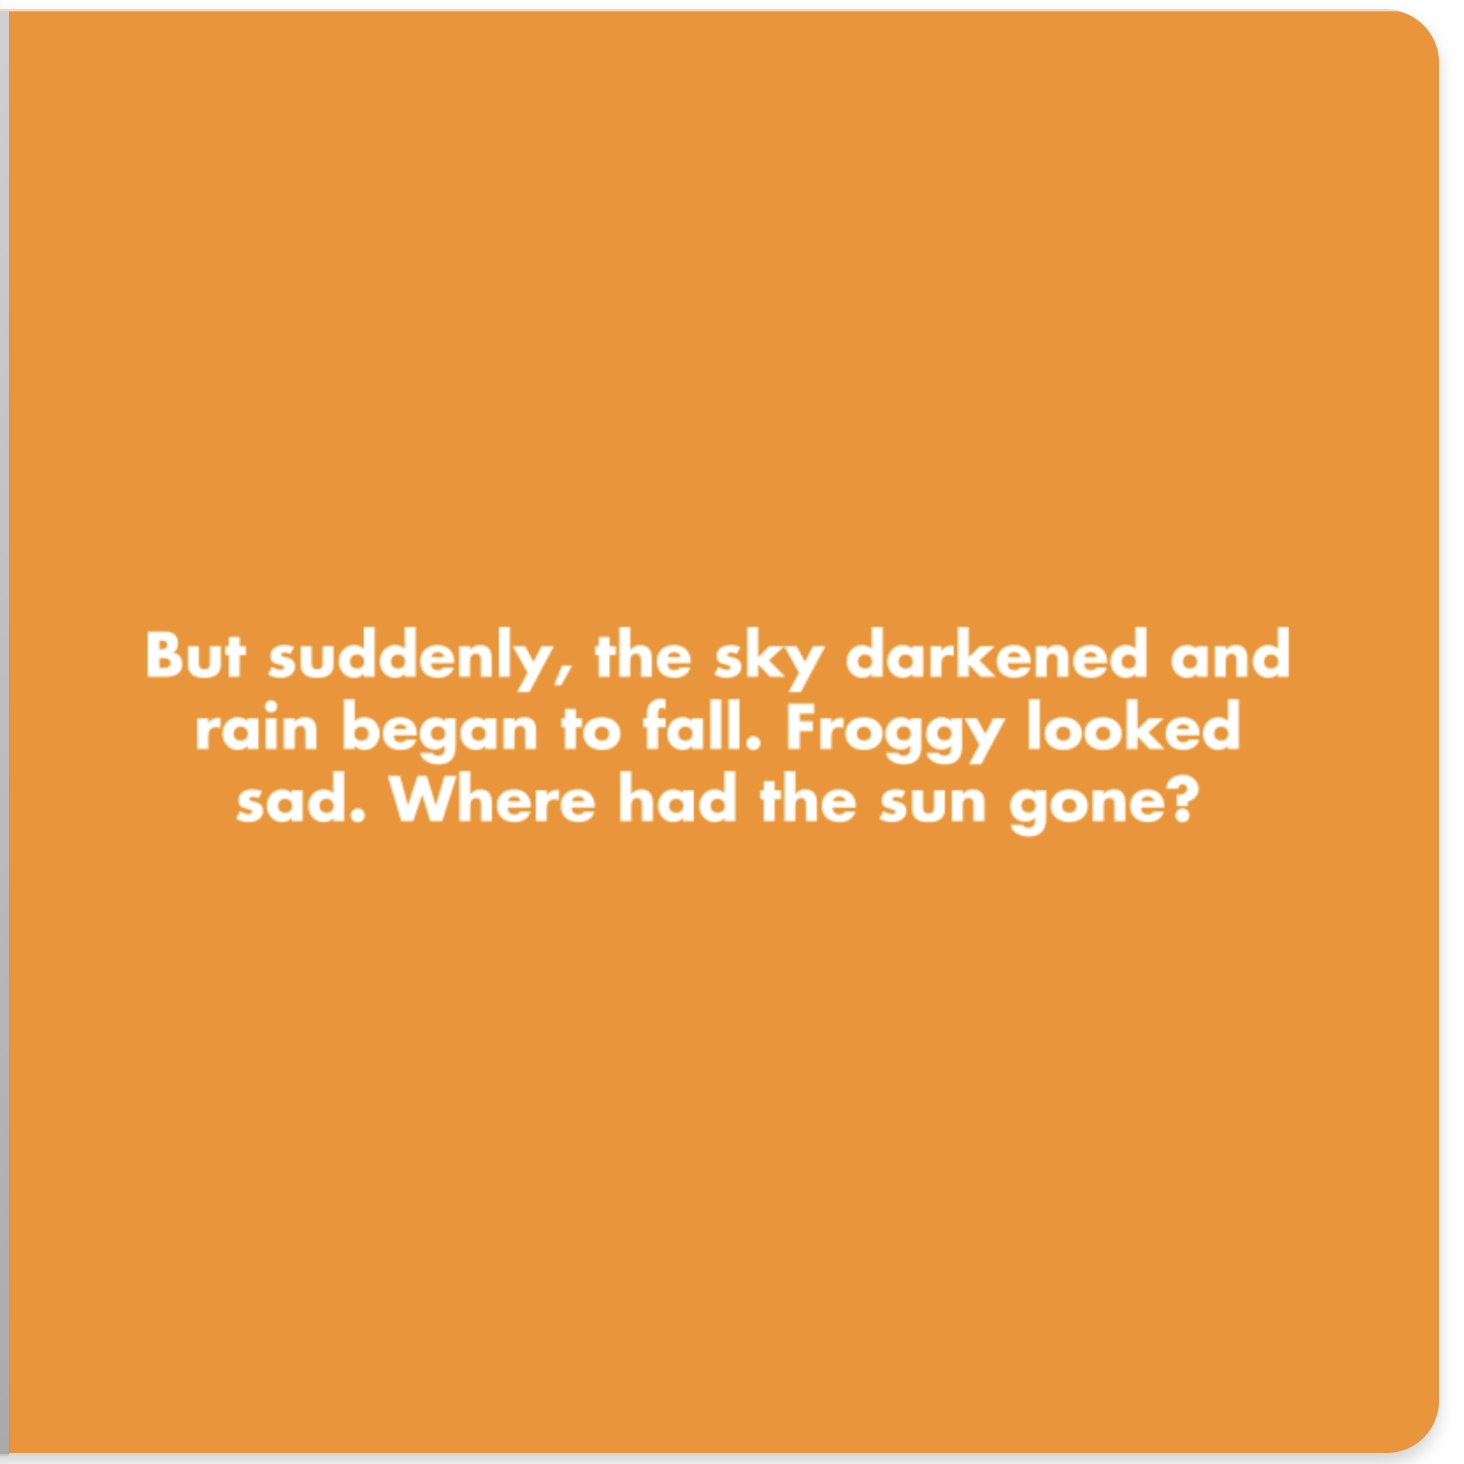 But suddenly, the sky darkened and
rain began to fall. Froggy looked
sad. Where had the sun gone?